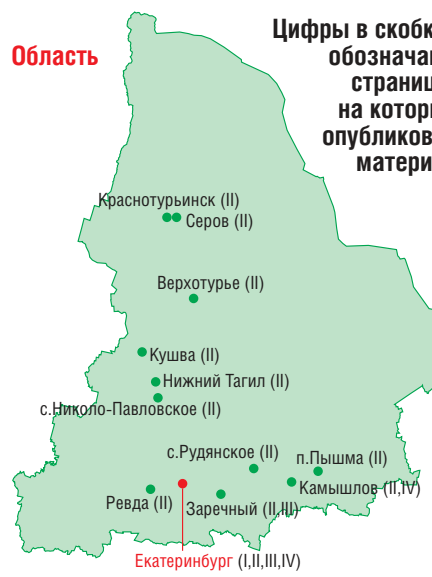 Область
Цифры в скобк
обозначаю
страниц
на которы
опубликов
матери
Краснотурьинск (II)
Серов (II)
Верхотурье (II)
Кушва (II)
Нижний Тагил (II)
с.Николо-Павловское (II)
с.Рудянское (II)
п.Пышма (II)
Камышлов (II,IV)
Ревда (II)
Заречный (II,III)
Екатеринбург (I,II,III,IV)